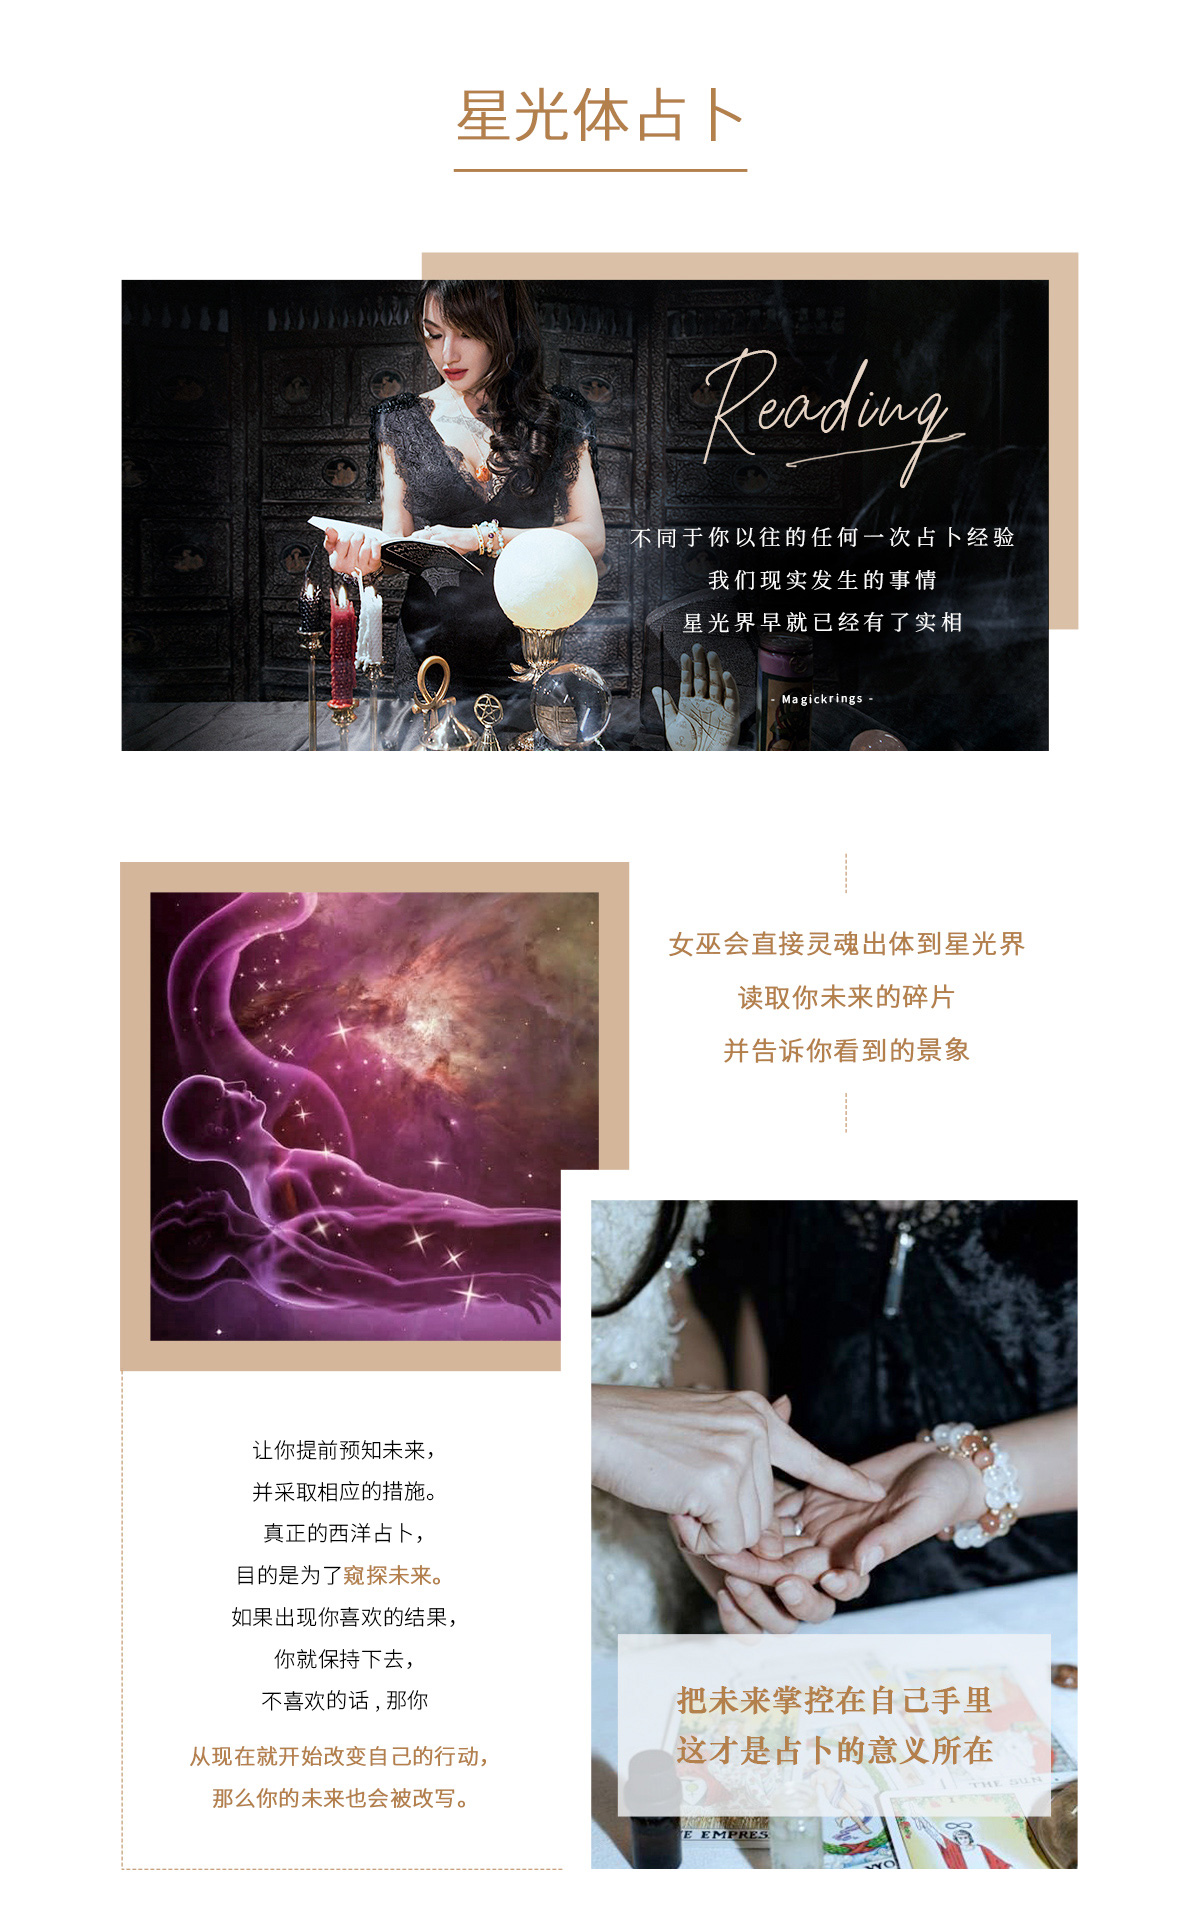 星光体占卜
Reading
不同于你以往的任何一次占卜经验
我们现实发生的事情
星光界早就已经有了实相
- Magickrings -
女巫会直接灵魂出体到星光界
读取你未来的碎片
并告诉你看到的景象
让你提前预知未来，
并采取相应的措施。
真正的西洋占卜，
目的是为了窥探未来。
如果出现你喜欢的结果，
你就保持下去，
不喜欢的话 , 那你
从现在就开始改变自己的行动，
那么你的未来也会被改写。
把未来掌控在自己手里
这才是占卜的意义所在
THE SUN
EMPRES